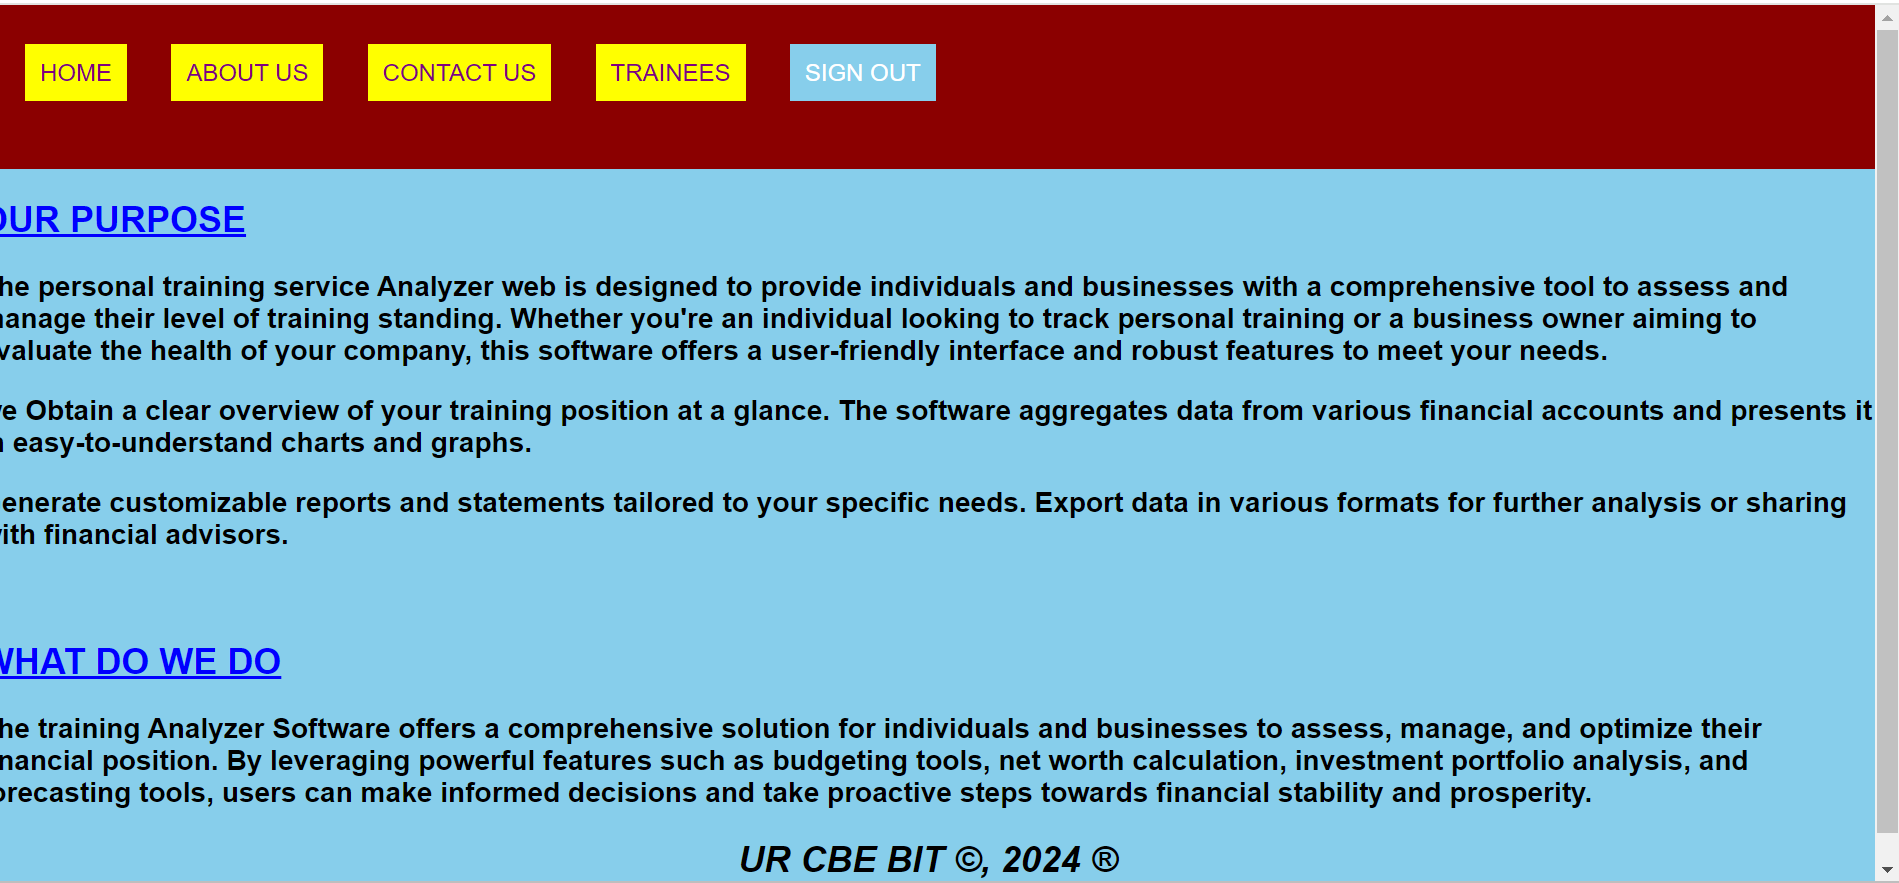 HOME ABOUT US CONTACT US TRAINEES SIGN OUT
OUR PURPOSE
he personal training service Analyzer web is designed to provide individuals and businesses with a comprehensive tool to assess and
anage their level of training standing. Whether you're an individual looking to track personal training or a business owner aiming to
valuate the health of your company, this software offers a user-friendly interface and robust features to meet your needs.
e Obtain a clear overview of your training position at a glance. The software aggregates data from various financial accounts and presents it
easy-to-understand charts and graphs.
enerate customizable reports and statements tailored to your specific needs. Export data in various formats for further analysis or sharing
ith financial advisors.
WHAT DO WE DO
he training Analyzer Software offers a comprehensive solution for individuals and businesses to assess, manage, and optimize their
nancial position. By leveraging powerful features such as budgeting tools, net worth calculation, investment portfolio analysis, and
orecasting tools, users can make informed decisions and take proactive steps towards financial stability and prosperity.
UR CBE BIT ©, 2024 ®